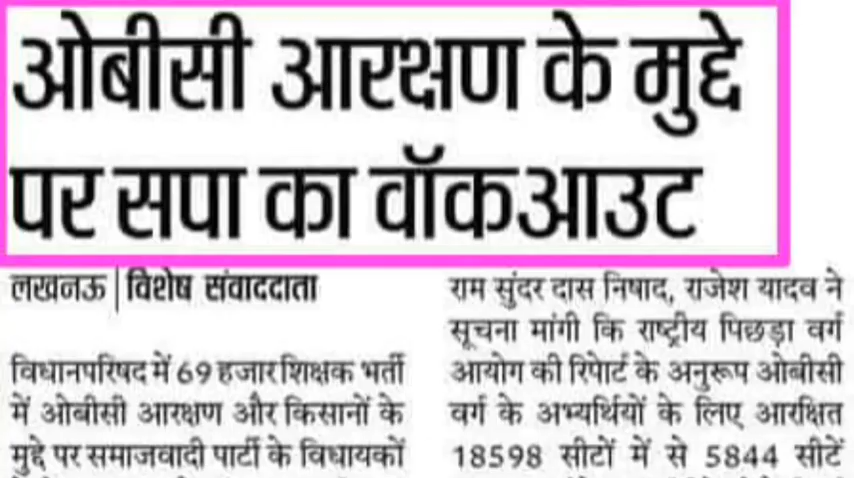 ओबीसी आरक्षण के मुद्दे
पर सपा का वॉकआउट
लखनऊ | विशेष संवाददाता
विधानपरिषद में 69 हजार शिक्षक भर्ती
में ओबीसी आरक्षण और किसानों के
मुद्दे पर समाजवादी पार्टी के विधायकों
राम सुंदर दास निषाद, राजेश यादव ने
सूचना मांगी कि राष्ट्रीय पिछड़ा वर्ग
आयोग की रिपोर्ट के अनुरूप ओबीसी
वर्ग के अभ्यर्थियों के लिए आरक्षित
18598 सीटों में से 5844 सीटें